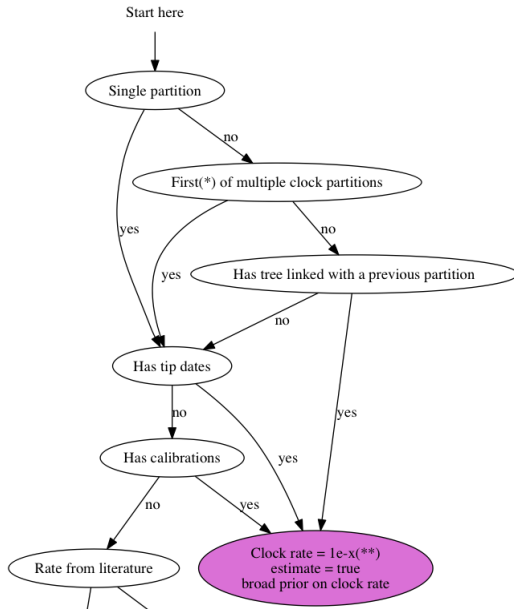 Start here
Single partition
no
First(*) of multiple clock partitions
yes
no
yes
Has tree linked with a previous partition
no
Has tip dates
no
yes
yes
Has calibrations
no
yes
Rate from literature
Clock rate = 1e-x(**)
estimate = true
broad prior on clock rate